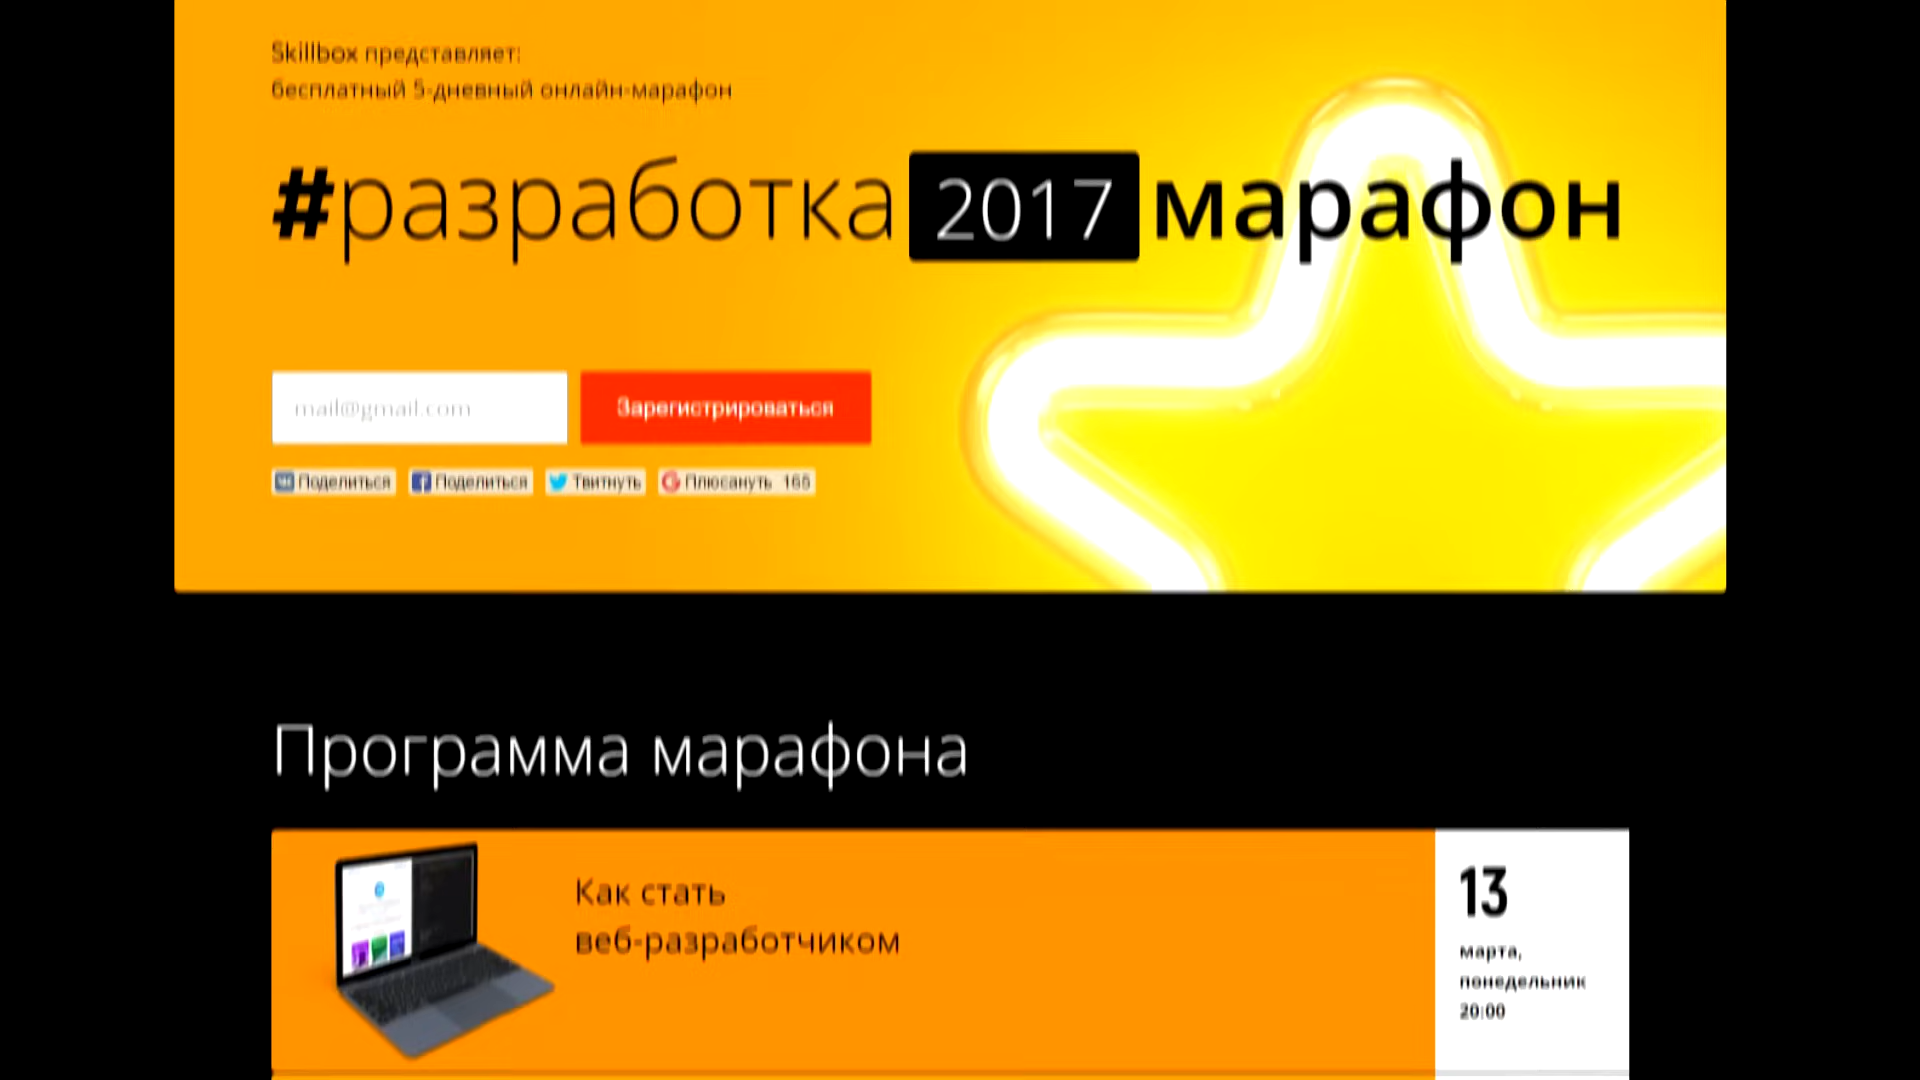 Skillbox представляет:
бесплатный 5-дневный онлайн-марафон
#разработка 2017 марафон
mail@gmail.com Зарегистрироваться
Поделиться Поделиться Твитнуть Плюсануть 165
Программа марафона
Как стать
веб-разработчиком
13
марта,
понедельник
20:00